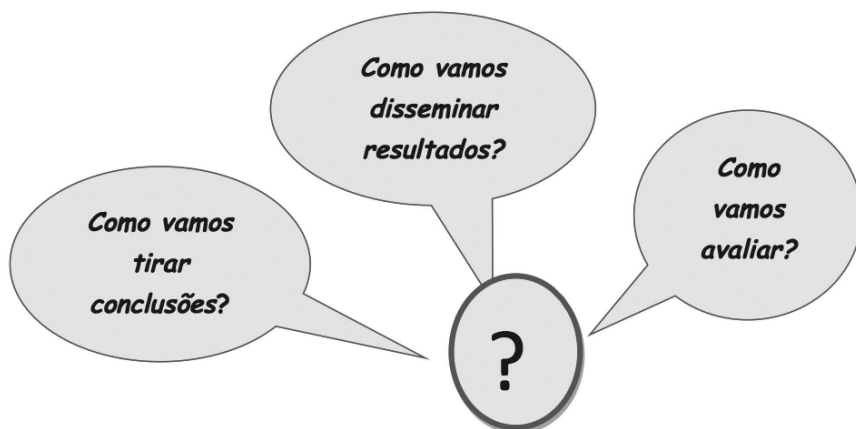 Como vamos
disseminar
resultados?
Como
vamos
avaliar?
Como vamos
tirar
conclusões?
?